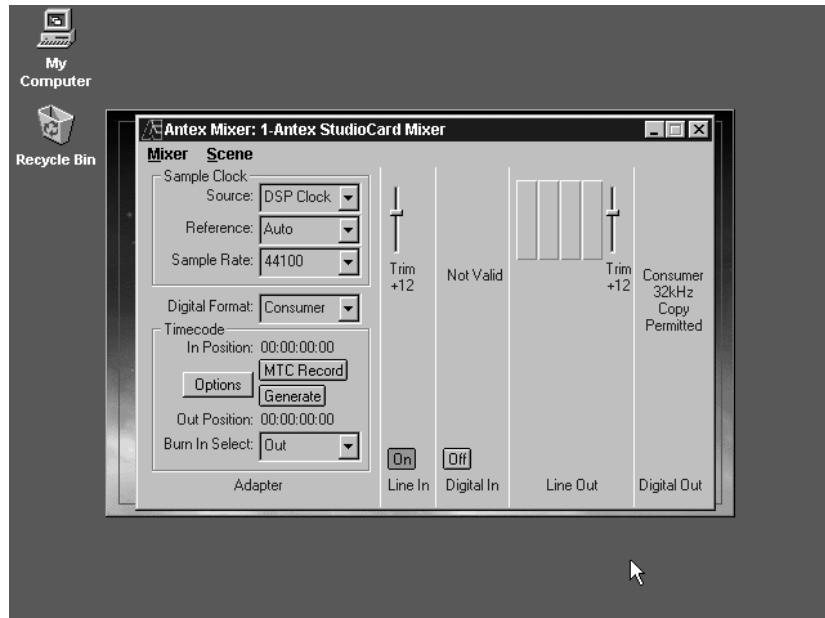 My
Computer
Recycle Bin
Antex Mixer: 1-Antex StudioCard Mixer
Mixer Scene
Sample Clock
Source: DSP Clock
Reference: Auto
Sample Rate: 44100
Digital Format: Consumer
Timecode
In Position: 00:00:00:00
MTC Record
Options
Generate
Out Position: 00:00:00:00
Burn In Select: Out
Adapter
Trim
+12
On
Line In
Not Valid
Off
Digital In
Trim
+12
Line Out
Consumer
32kHz
Copy
Permitted
Digital Out